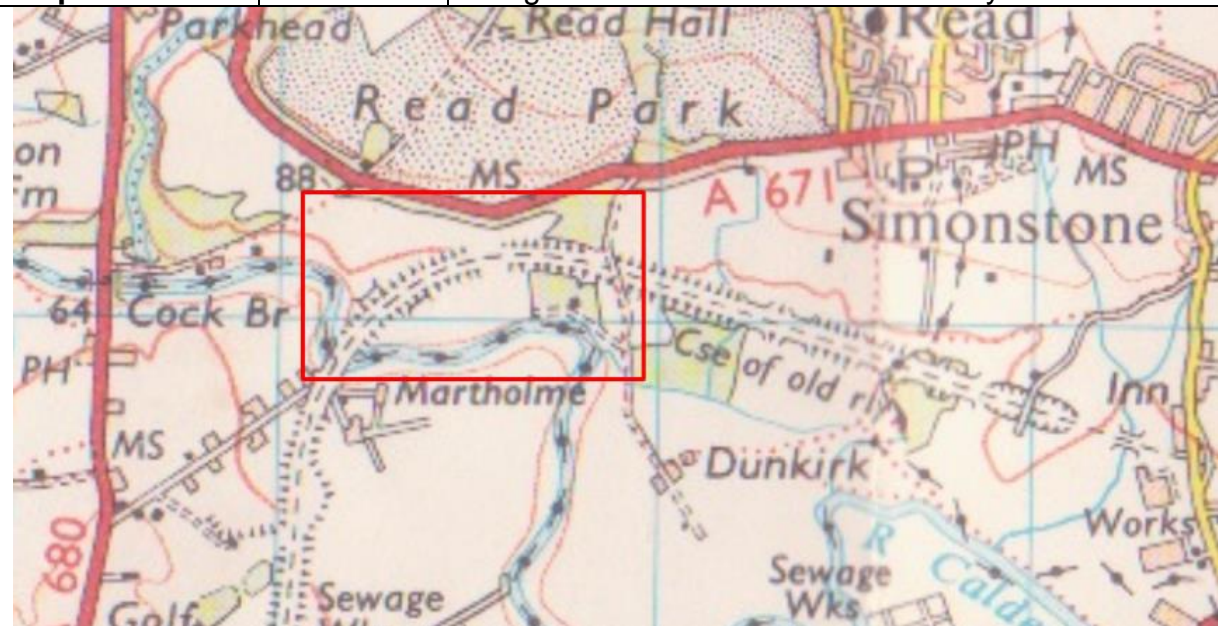 Parkhead
Read Hall
Read
Read Park
on
Fm
88
MS
PH
MS
P
A 671
Simonstone
64
Cock Br
PH
Cse of old rly
Inn
Martholme
MS
Dunkirk
Works
680
R Calde
Sewage
Wks
Golf
Sewage